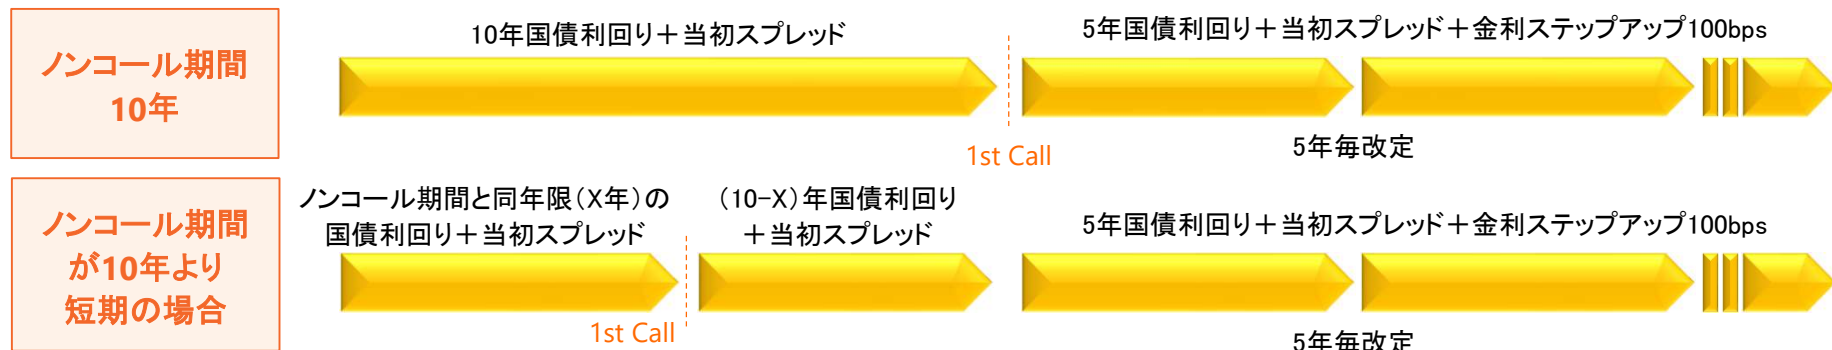 ノンコール期間
10年
10年国債利回り＋当初スプレッド
5年国債利回り＋当初スプレッド＋金利ステップアップ100bps
1st Call
5年毎改定
ノンコール期間
が10年より
短期の場合
ノンコール期間と同年限（X年）の
国債利回り＋当初スプレッド
（10-X）年国債利回り
＋当初スプレッド
5年国債利回り＋当初スプレッド＋金利ステップアップ100bps
1st Call
5年毎改定